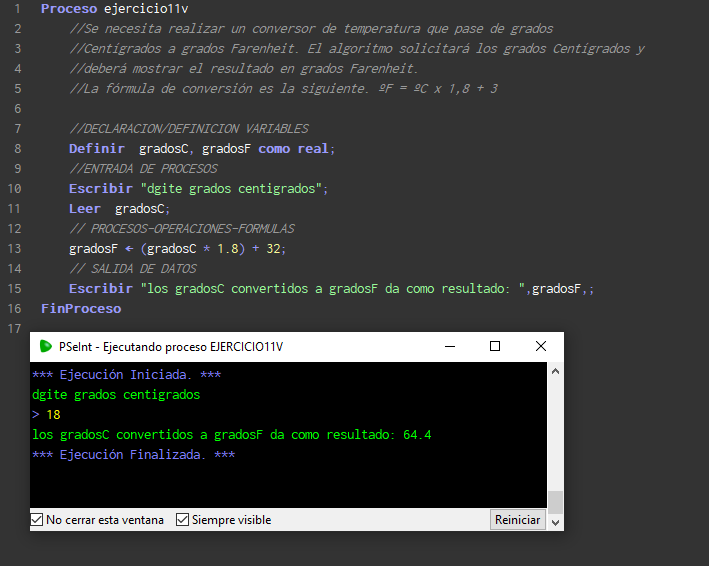 1 Proceso ejercicio11v
2 //Se necesita realizar un conversor de temperatura que pase de grados
3 //Centígrados a grados Farenheit. El algoritmo solicitará los grados Centígrados y
4 //deberá mostrar el resultado en grados Farenheit.
5 //La fórmula de conversión es la siguiente. ºF = ºC x 1,8 + 3
6
7 //DECLARACION/DEFINICION VARIABLES
8 Definir gradosC, gradosF como real;
9 //ENTRADA DE PROCESOS
10 Escribir "dgite grados centigrados";
11 Leer gradosC;
12 // PROCESOS-OPERACIONES-FORMULAS
13 gradosF ← (gradosC * 1.8) + 32;
14 // SALIDA DE DATOS
15 Escribir "los gradosC convertidos a gradosF da como resultado: ",gradosF,;
16 FinProceso
17
PSeInt - Ejecutando proceso EJERCICIO11V
*** Ejecución Iniciada. ***
dgite grados centigrados
> 18
los gradosC convertidos a gradosF da como resultado: 64.4
*** Ejecución Finalizada. ***
No cerrar esta ventana Siempre visible Reiniciar